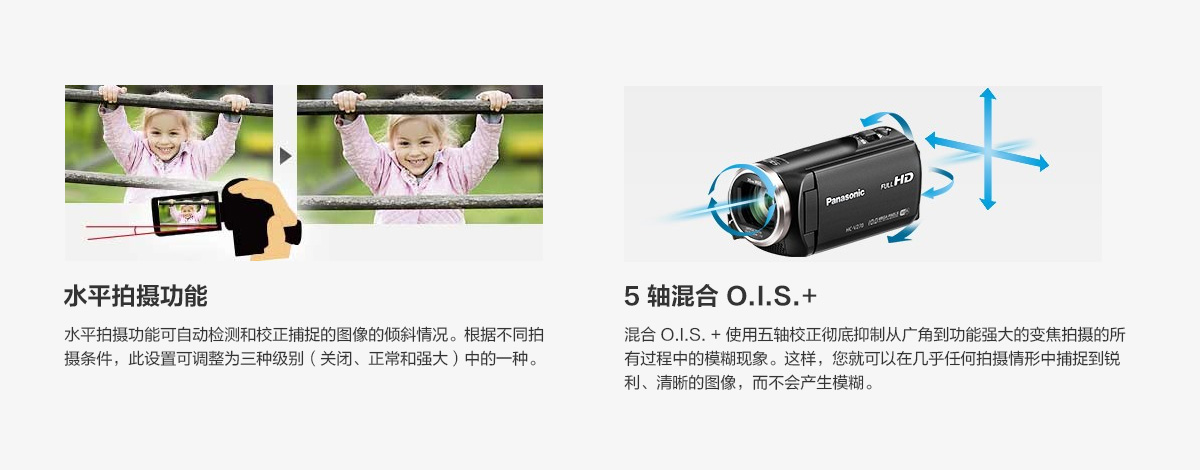 水平拍摄功能
水平拍摄功能可自动检测和校正捕捉的图像的倾斜情况。根据不同拍
摄条件，此设置可调整为三种级别（关闭、正常和强大）中的一种。
Panasonic
FULL HD
HC-V270
5 轴混合 O.I.S.+
混合 O.I.S. + 使用五轴校正彻底抑制从广角到功能强大的变焦拍摄的所
有过程中的模糊现象。这样，您就可以在几乎任何拍摄情形中捕捉到锐
利、清晰的图像，而不会产生模糊。